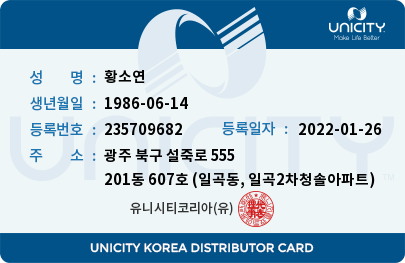 UNICITY
Make Life Better
성 명 : 황소연
생년월일 : 1986-06-14
등록번호 : 235709682 등록일자 : 2022-01-26
주 소 : 광주 북구 설죽로 555
201동 607호 (일곡동, 일곡2차청솔아파트)
유니시티코리아(유)
UNICITY
TM
UNICITY KOREA DISTRIBUTOR CARD